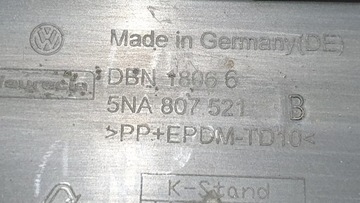 Made in Germany(DE)
DBN 1806 6
5NA 807 521 B
>PP+EPDM-TD10<
K-Stand